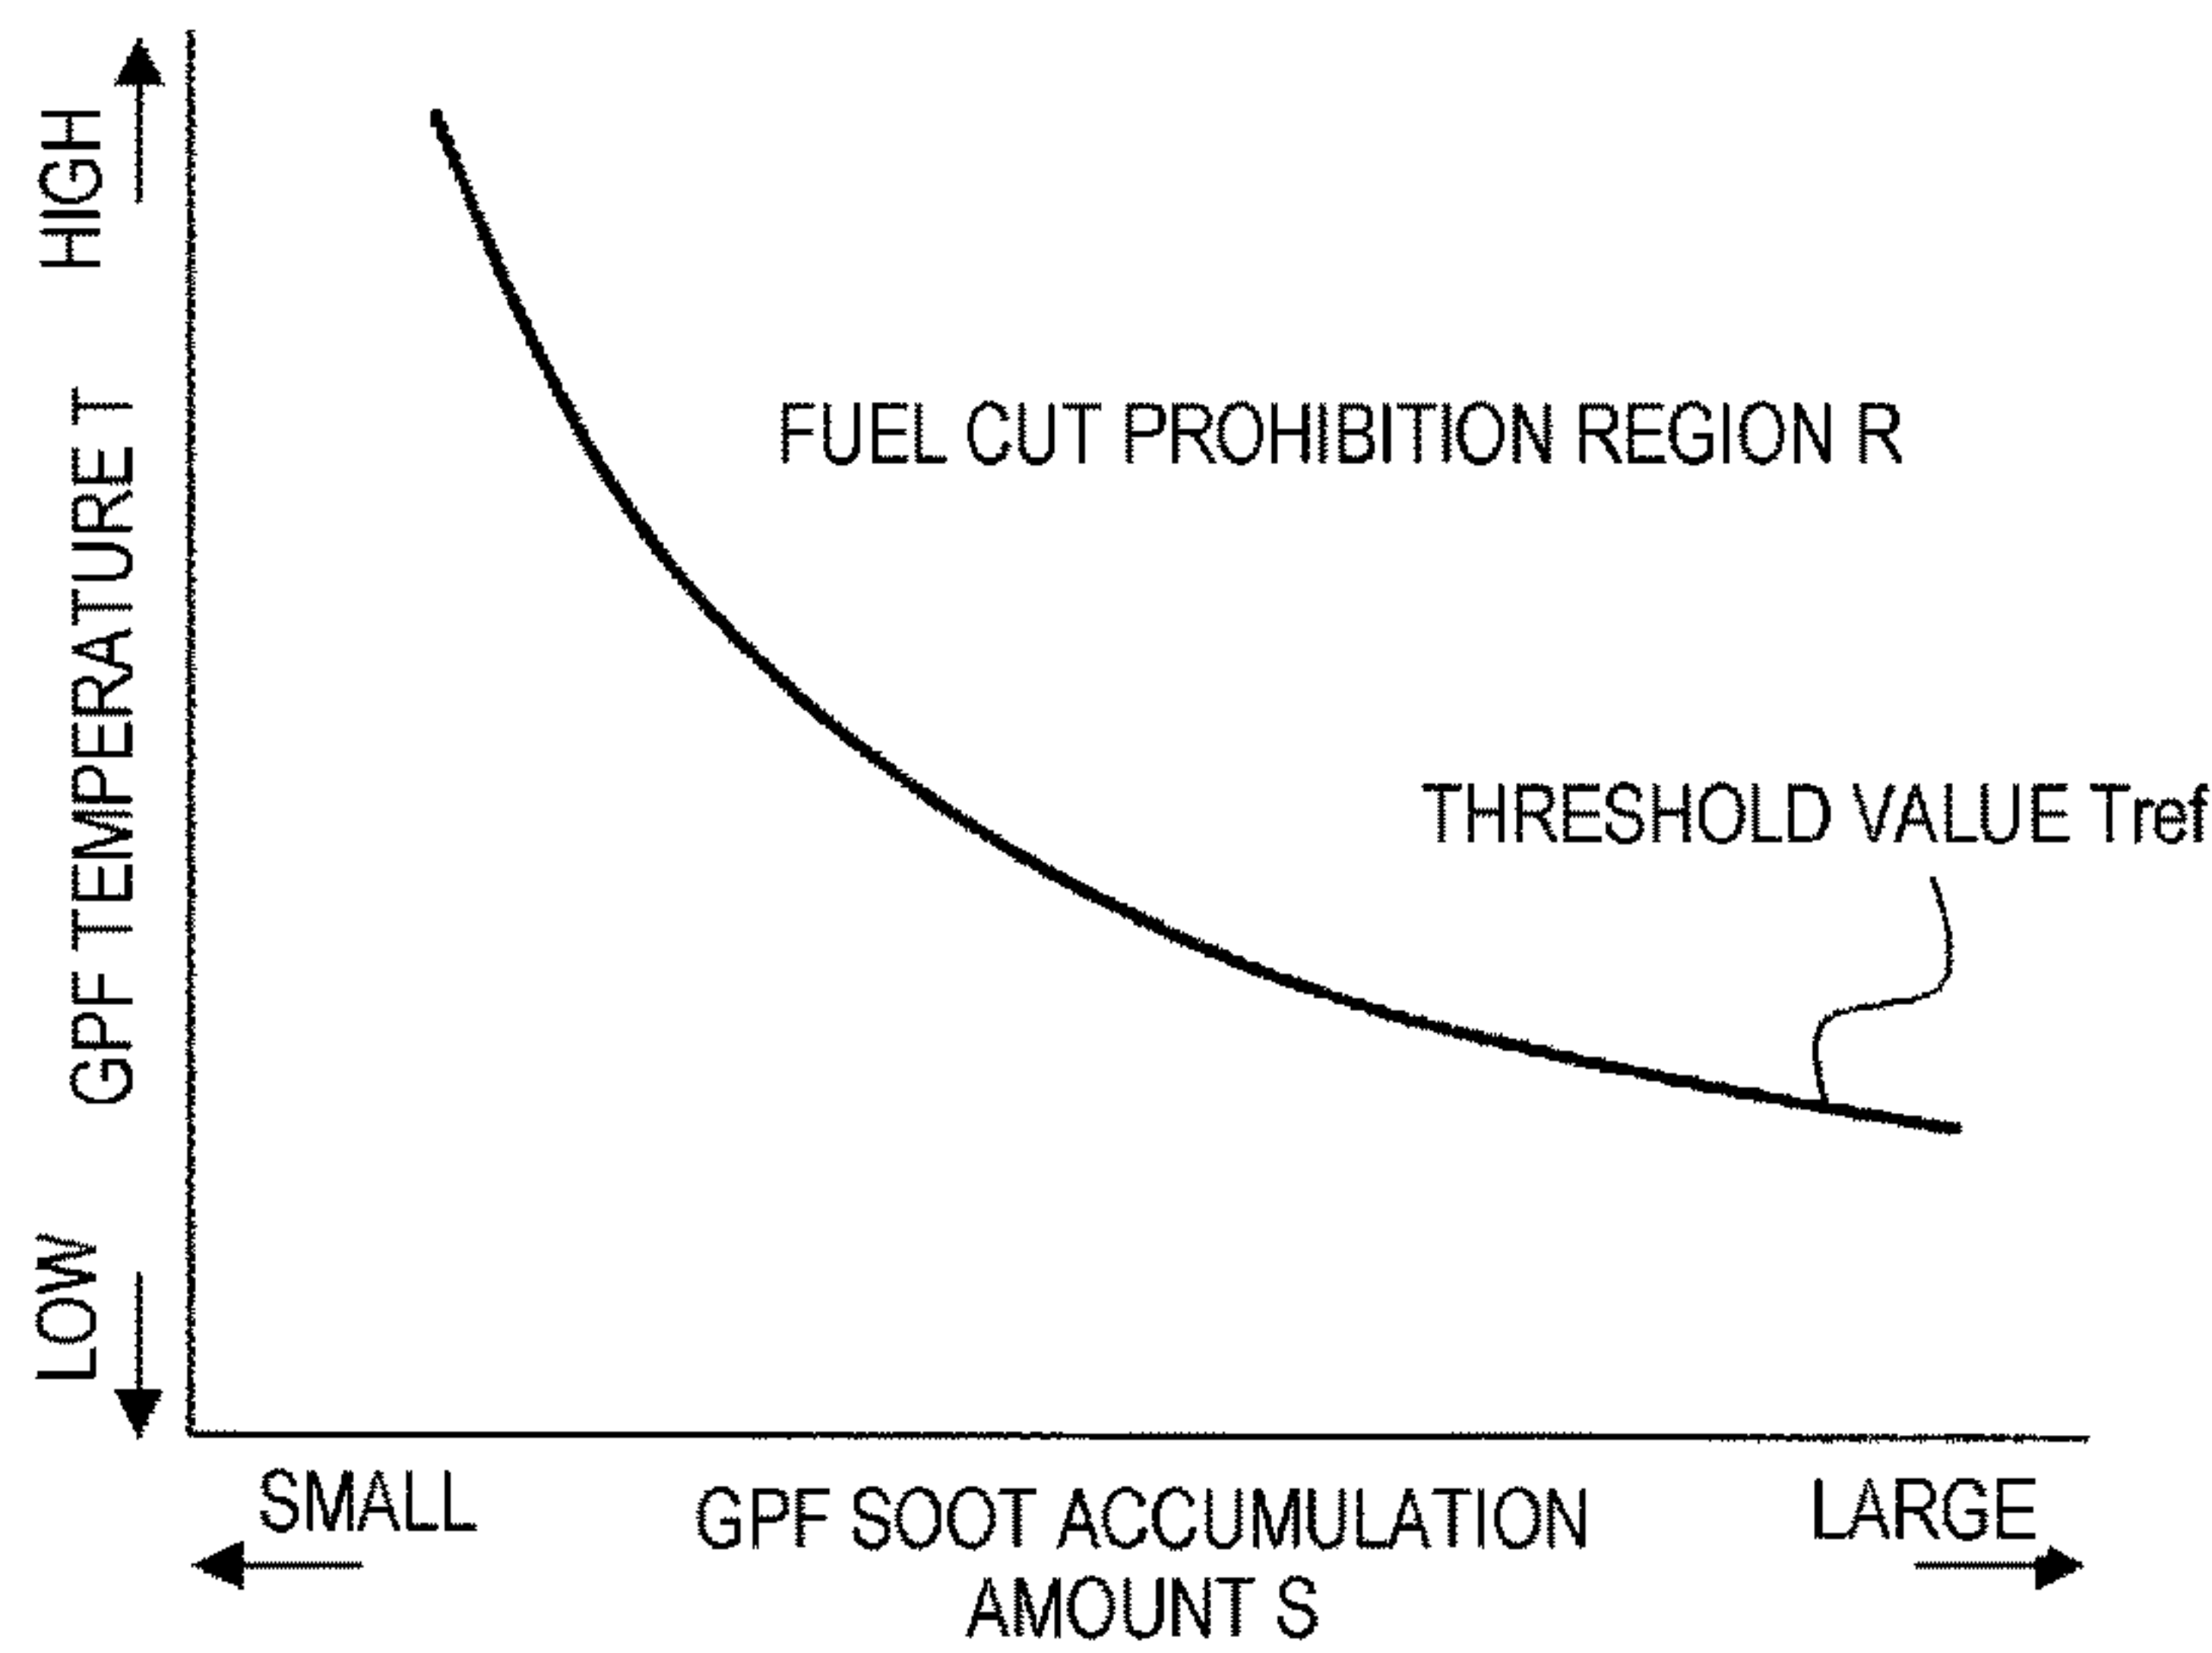 HIGH
GPF TEMPERATURE T
LOW
FUEL CUT PROHIBITION REGION R
THRESHOLD VALUE Tref
SMALL
GPF SOOT ACCUMULATION
AMOUNT S
LARGE